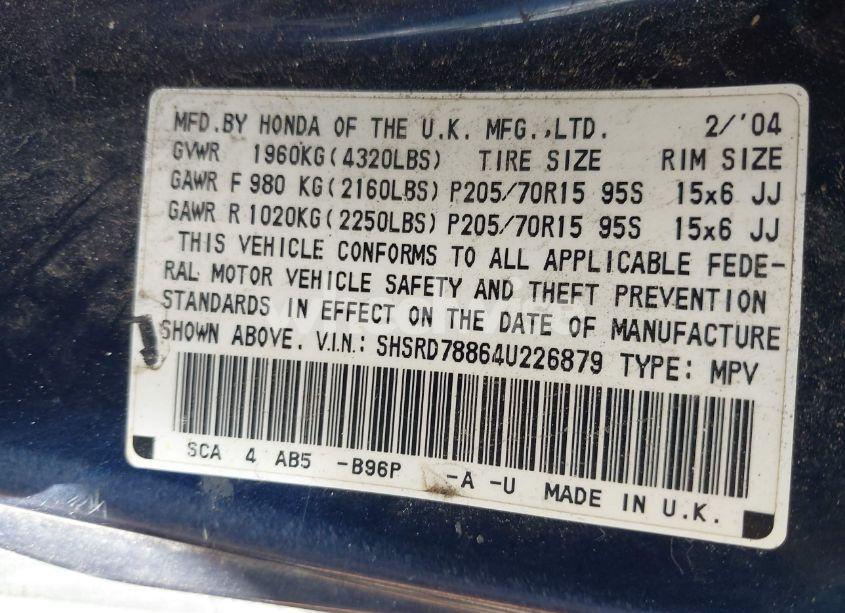 MFD.BY HONDA OF THE U.K. MFG.,LTD. 2/'04
GVWR 1960KG(4320LBS) TIRE SIZE RIM SIZE
GAWR F 980 KG(2160LBS) P205/70R15 95S 15x6 JJ
GAWR R 1020KG(2250LBS) P205/70R15 95S 15x6 JJ
THIS VEHICLE CONFORMS TO ALL APPLICABLE FEDE-
RAL MOTOR VEHICLE SAFETY AND THEFT PREVENTION
STANDARDS IN EFFECT ON THE DATE OF MANUFACTURE
SHOWN ABOVE. V.I.N.: SHSRD78864U226879 TYPE: MPV
SCA 4 AB5 -B96P -A -U MADE IN U.K.